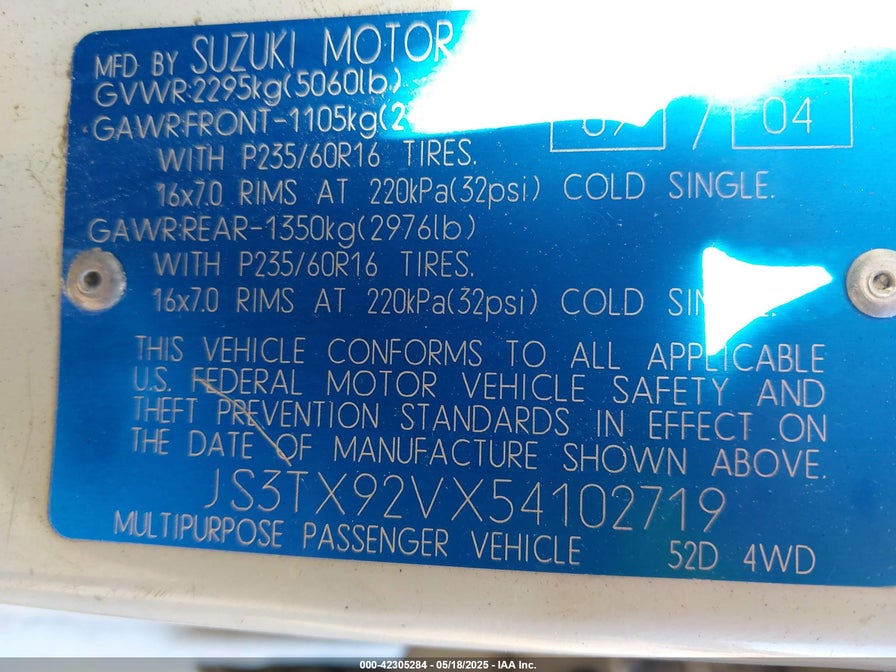 MFD BY SUZUKI MOTOR
GVWR:2295kg(5060lb)
GAWR:FRONT-1105kg(2
/ 04
WITH P235/60R16 TIRES.
16x7.0 RIMS AT 220kPa(32psi) COLD SINGLE.
GAWR:REAR-1350kg(2976lb)
WITH P235/60R16 TIRES.
16x7.0 RIMS AT 220kPa(32psi) COLD
THIS VEHICLE CONFORMS TO ALL APPLICABLE
U.S. FEDERAL MOTOR VEHICLE SAFETY AND
THEFT PREVENTION STANDARDS IN EFFECT ON
THE DATE OF MANUFACTURE SHOWN ABOVE.
JS3TX92VX54102719
MULTIPURPOSE PASSENGER VEHICLE 52D 4WD
000-42305284 - 05/18/2025 - IAA Inc.